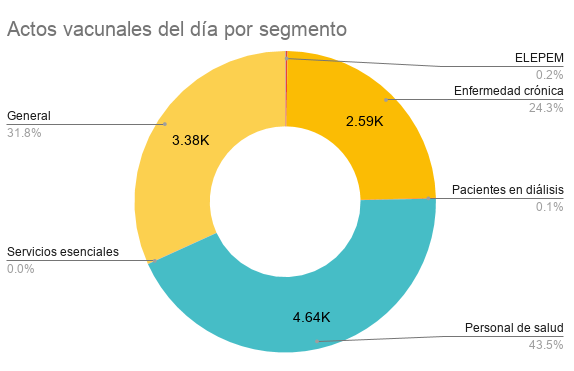 Actos vacunales del día por segmento
ELEPEM
0.2%
Enfermedad crónica
24.3%
2.59K
General
31.8%
3.38K
Pacientes en diálisis
0.1%
Servicios esenciales
0.0%
4.64K
Personal de salud
43.5%